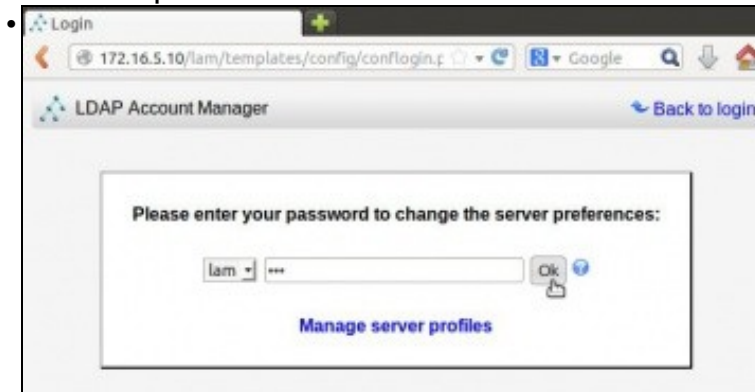 Login
172.16.5.10/lam/templates/config/conflogin.p
Google
LDAP Account Manager
Back to login
Please enter your password to change the server preferences:
lam
•••
Ok
Manage server profiles